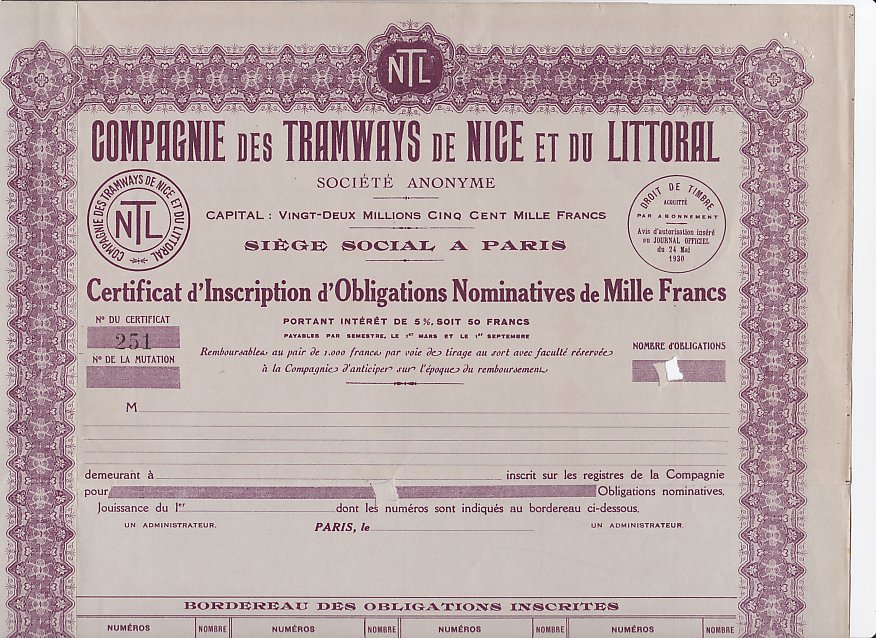 NTL
COMPAGNIE DES TRAMWAYS DE NICE ET DU LITTORAL
SOCIÉTÉ ANONYME
COMPAGNIE DES TRAMWAYS DE NICE ET DU LITTORAL
NTL
CAPITAL : VINGT-DEUX MILLIONS CINQ CENT MILLE FRANCS
SIÈGE SOCIAL A PARIS
DROIT DE TIMBRE
ACQUITTÉ
PAR ABONNEMENT
Avis d'autorisation inséré
au JOURNAL OFFICIEL
du 24 Mai
1930
Certificat d'Inscription d'Obligations Nominatives de Mille Francs
N° DU CERTIFICAT
251
N° DE LA MUTATION
PORTANT INTÉRÊT DE 5%, SOIT 50 FRANCS
PAYABLES PAR SEMESTRE, LE 1er MARS ET LE 1er SEPTEMBRE
Remboursables au pair de 1.000 francs par voie de tirage au sort avec faculté réservée
à la Compagnie d'anticiper sur l'époque du remboursement
NOMBRE D'OBLIGATIONS
M
demeurant à inscrit sur les registres de la Compagnie
pour Obligations nominatives,
Jouissance du 1er dont les numéros sont indiqués au bordereau ci-dessous.
UN ADMINISTRATEUR. PARIS, le UN ADMINISTRATEUR.
BORDEREAU DES OBLIGATIONS INSCRITES
NUMÉROS NOMBRE NUMÉROS NOMBRE NUMÉROS NOMBRE NUMÉROS NOMBRE